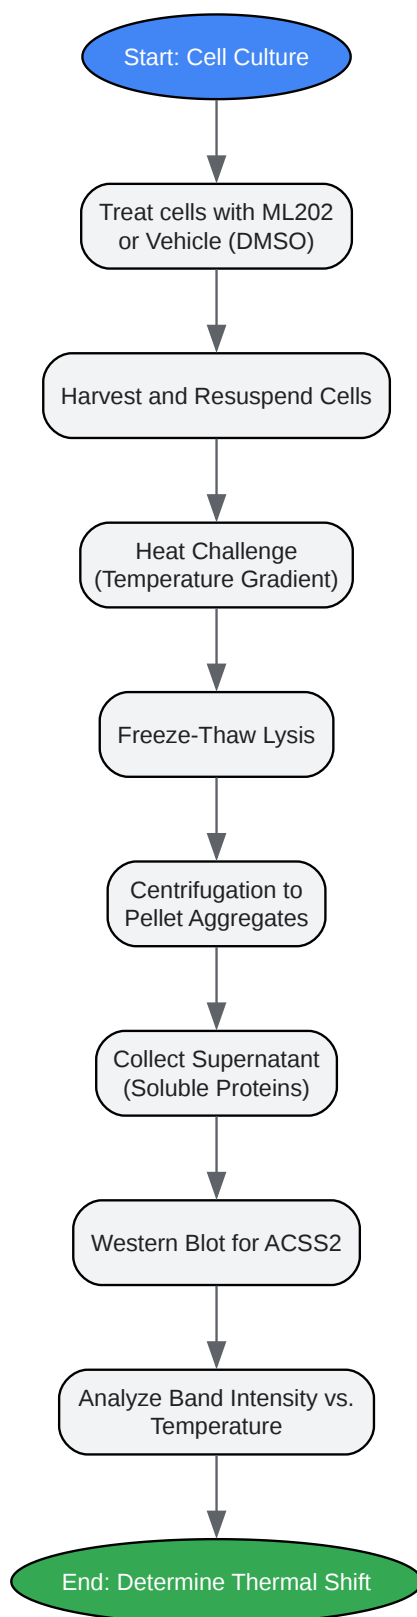 Start: Cell Culture
Treat cells with ML202
or Vehicle (DMSO)
Harvest and Resuspend Cells
Heat Challenge
(Temperature Gradient)
Freeze-Thaw Lysis
Centrifugation to
Pellet Aggregates
Collect Supernatant
(Soluble Proteins)
Western Blot for ACSS2
Analyze Band Intensity vs.
Temperature
End: Determine Thermal Shift